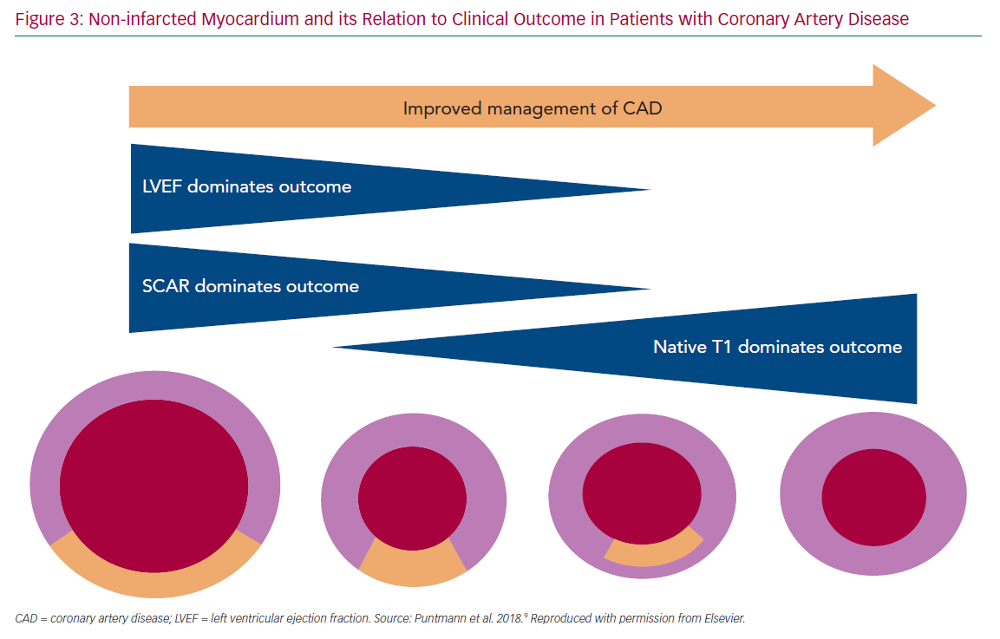 Figure 3: Non-infarcted Myocardium and its Relation to Clinical Outcome in Patients with Coronary Artery Disease
Improved management of CAD
LVEF dominates outcome
SCAR dominates outcome
Native T1 dominates outcome
CAD = coronary artery disease; LVEF = left ventricular ejection fraction. Source: Puntmann et al. 2018.⁹ Reproduced with permission from Elsevier.